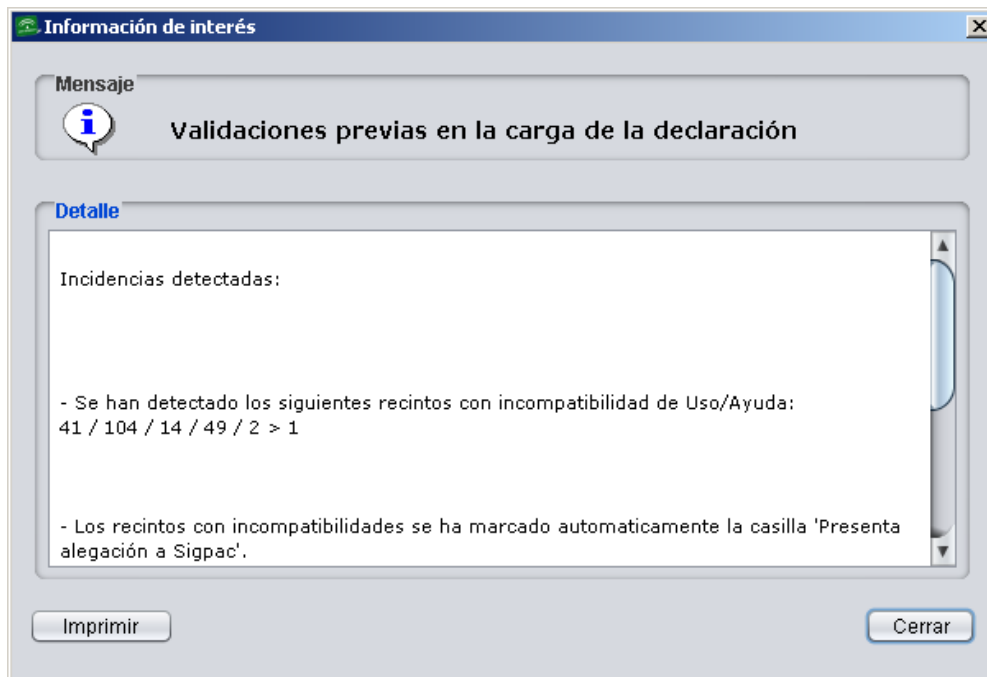 Información de interés
Mensaje
Validaciones previas en la carga de la declaración
Detalle
Incidencias detectadas:
- Se han detectado los siguientes recintos con incompatibilidad de Uso/Ayuda:
41 / 104 / 14 / 49 / 2 > 1
- Los recintos con incompatibilidades se ha marcado automaticamente la casilla 'Presenta
alegación a Sigpac'.
Imprimir
Cerrar